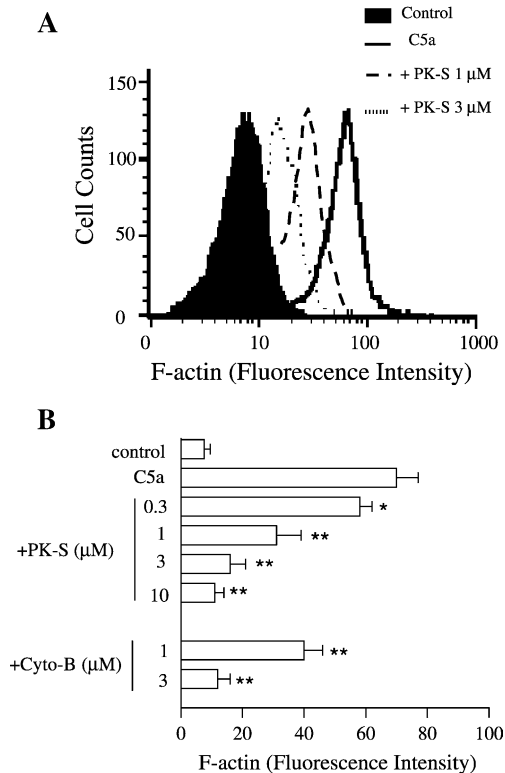 A
Control
C5a
+ PK-S 1 μM
+ PK-S 3 μM
Cell Counts
150
100
50
0
0 10 100 1000
F-actin (Fluorescence Intensity)
B
control
C5a
+PK-S (μM)
0.3 *
1 **
3 **
10 **
+Cyto-B (μM)
1 **
3 **
0 20 40 60 80 100
F-actin (Fluorescence Intensity)